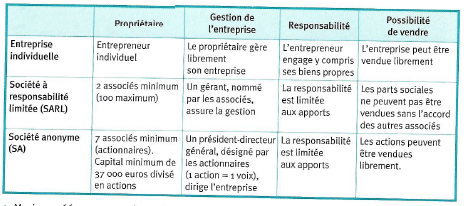 Propriétaire
Gestion de
l'entreprise
Responsabilité
Possibilité
de vendre
Entreprise
individuelle
Entrepreneur
individuel
Le propriétaire gère
librement
son entreprise
L'entrepreneur
engage y compris
ses biens propres
L'entreprise peut être
vendue librement
Société à
responsabilité
limitée (SARL)
2 associés minimum
(100 maximum)
Un gérant, nommé
par les associés,
assure la gestion
La responsabilité
est limitée
aux apports
Les parts sociales
ne peuvent pas être
vendues sans l'accord
des autres associés
Société anonyme
(SA)
7 associés minimum
(actionnaires).
Capital minimum de
37 000 euros divisé
en actions
Un président-directeur
général, désigné par
les actionnaires
(1 action = 1 voix),
dirige l'entreprise
La responsabilité
est limitée
aux apports
Les actions peuvent
être vendues
librement.